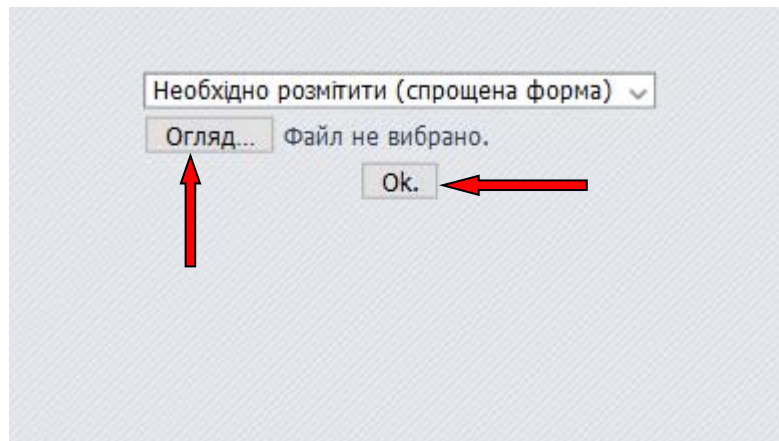 Необхідно розмітити (спрощена форма)
Огляд... Файл не вибрано.
Ok.